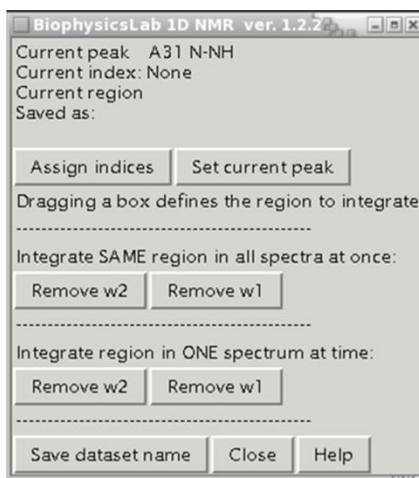 BiophysicsLab 1D NMR ver. 1.2.2
Current peak A31 N-NH
Current index: None
Current region
Saved as:
Assign indices Set current peak
Dragging a box defines the region to integrate
---------------------------------------------
Integrate SAME region in all spectra at once:
Remove w2 Remove w1
---------------------------------------------
Integrate region in ONE spectrum at time:
Remove w2 Remove w1
---------------------------------------------
Save dataset name Close Help